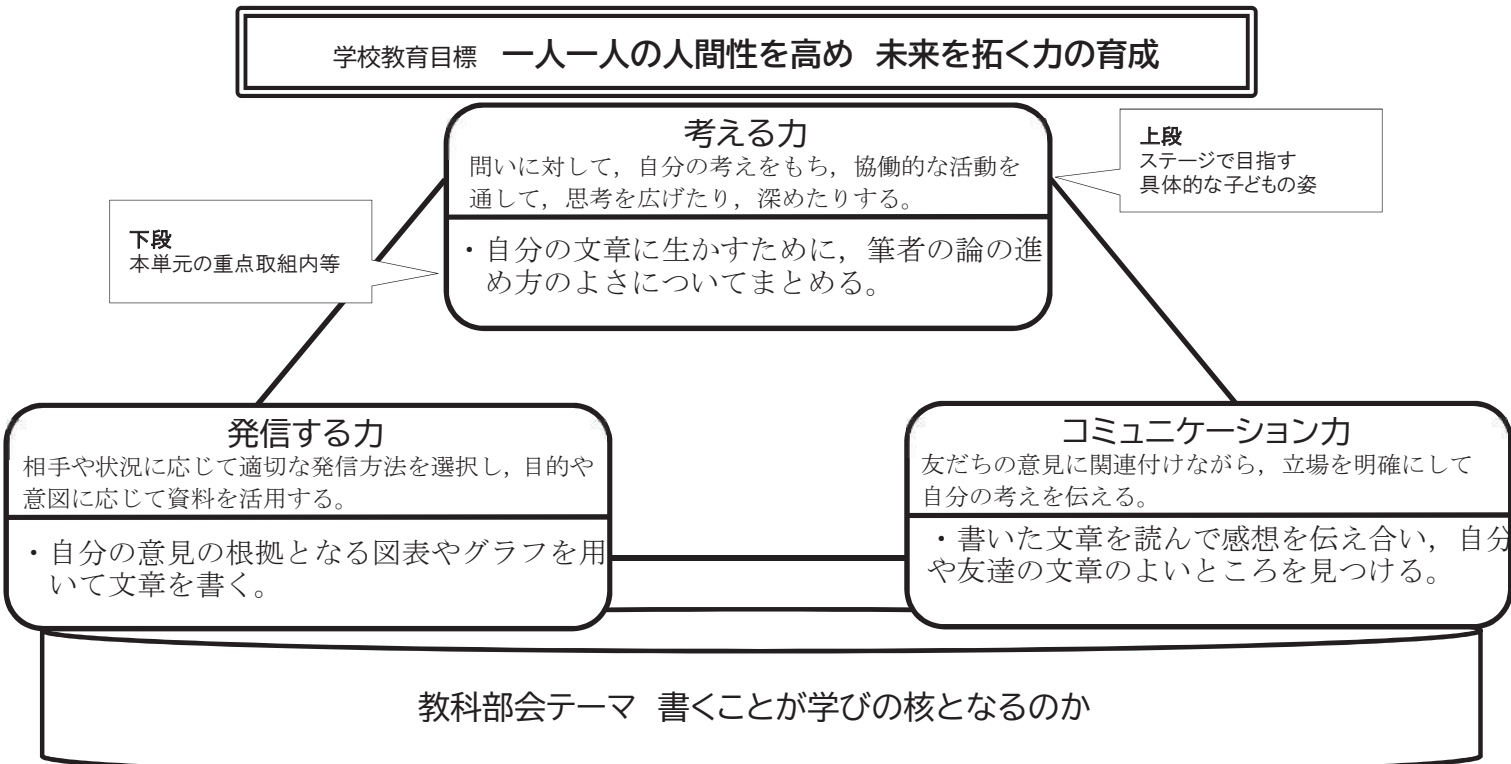 学校教育目標 一人一人の人間性を高め 未来を拓く力の育成
考える力
問いに対して，自分の考えをもち，協働的な活動を
通して，思考を広げたり，深めたりする。
・自分の文章に生かすために，筆者の論の進
め方のよさについてまとめる。
上段
ステージで目指す
具体的な子どもの姿
下段
本単元の重点取組内等
発信する力
相手や状況に応じて適切な発信方法を選択し，目的や
意図に応じて資料を活用する。
・自分の意見の根拠となる図表やグラフを用
いて文章を書く。
コミュニケーション力
友だちの意見に関連付けながら，立場を明確にして
自分の考えを伝える。
・書いた文章を読んで感想を伝え合い，自分
や友達の文章のよいところを見つける。
教科部会テーマ 書くことが学びの核となるのか